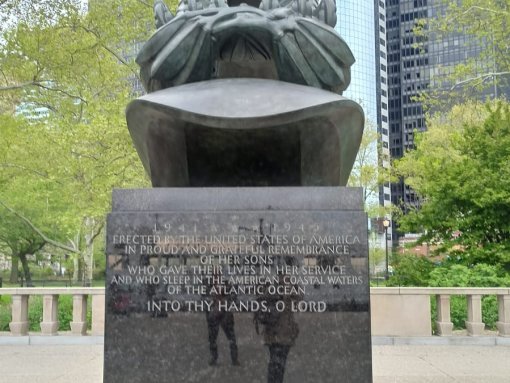 1941 ★ ★ ★ 1945
ERECTED BY THE UNITED STATES OF AMERICA
IN PROUD AND GRATEFUL REMEMBRANCE
OF HER SONS
WHO GAVE THEIR LIVES IN HER SERVICE
AND WHO SLEEP IN THE AMERICAN COASTAL WATERS
OF THE ATLANTIC OCEAN
INTO THY HANDS, O LORD